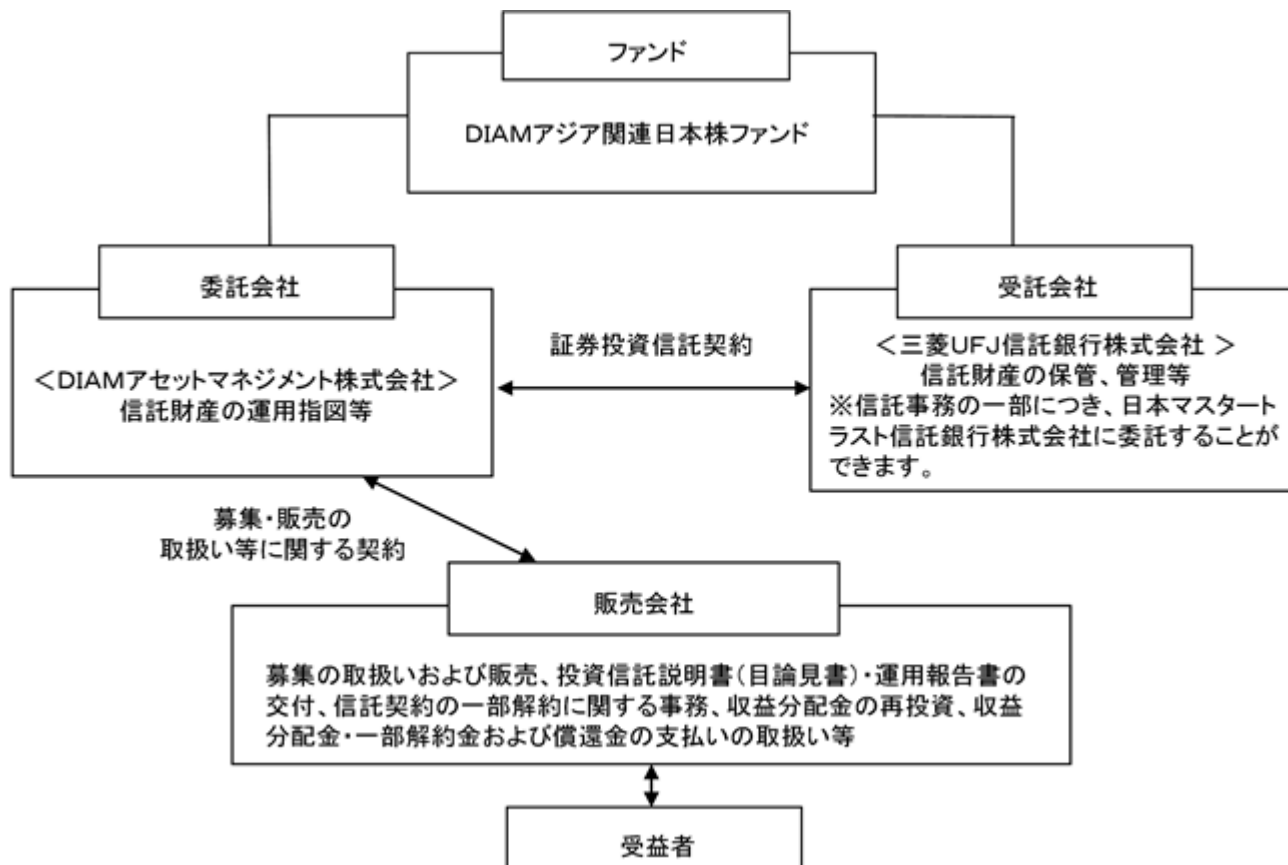 ファンド
DIAMアジア関連日本株ファンド
委託会社
<DIAMアセットマネジメント株式会社>
信託財産の運用指図等
証券投資信託契約
受託会社
<三菱UFJ信託銀行株式会社 >
信託財産の保管、管理等
※信託事務の一部につき、日本マスタート
ラスト信託銀行株式会社に委託することが
できます。
募集・販売の
取扱い等に関する契約
販売会社
募集の取扱いおよび販売、投資信託説明書(目論見書)・運用報告書の
交付、信託契約の一部解約に関する事務、収益分配金の再投資、収益
分配金・一部解約金および償還金の支払いの取扱い等
受益者